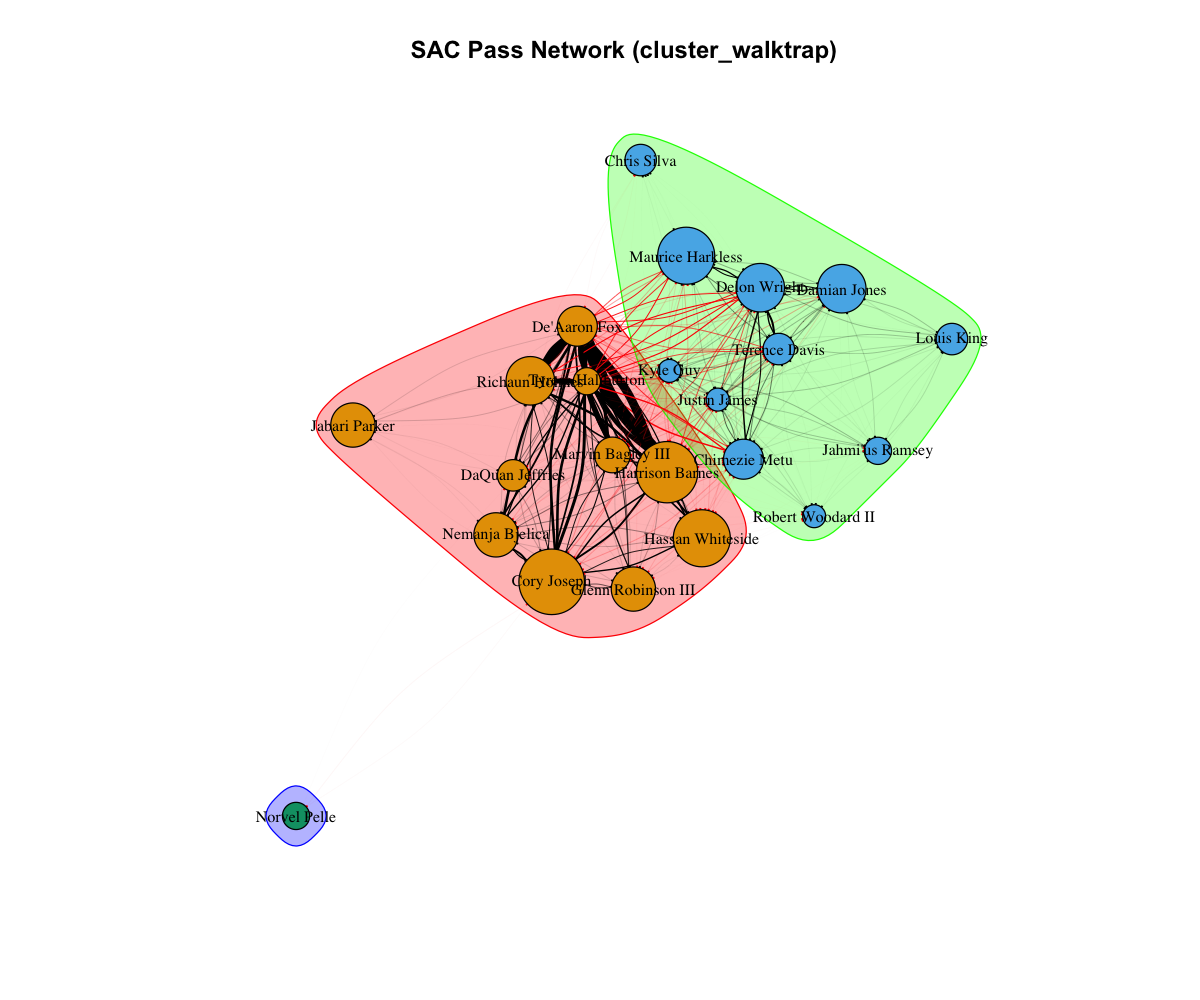 SAC Pass Network (cluster_walktrap)
Chris Silva
Maurice Harkless
Delon Wright
Damian Jones
De'Aaron Fox
Louis King
Terence Davis
Kyle Guy
Richaun Holmes
Tyrese Haliburton
Justin James
Jabari Parker
Jahmi'us Ramsey
Marvin Bagley III
Chimezie Metu
Harrison Barnes
DaQuan Jeffries
Robert Woodard II
Nemanja Bjelica
Hassan Whiteside
Cory Joseph
Glenn Robinson III
Norvel Pelle